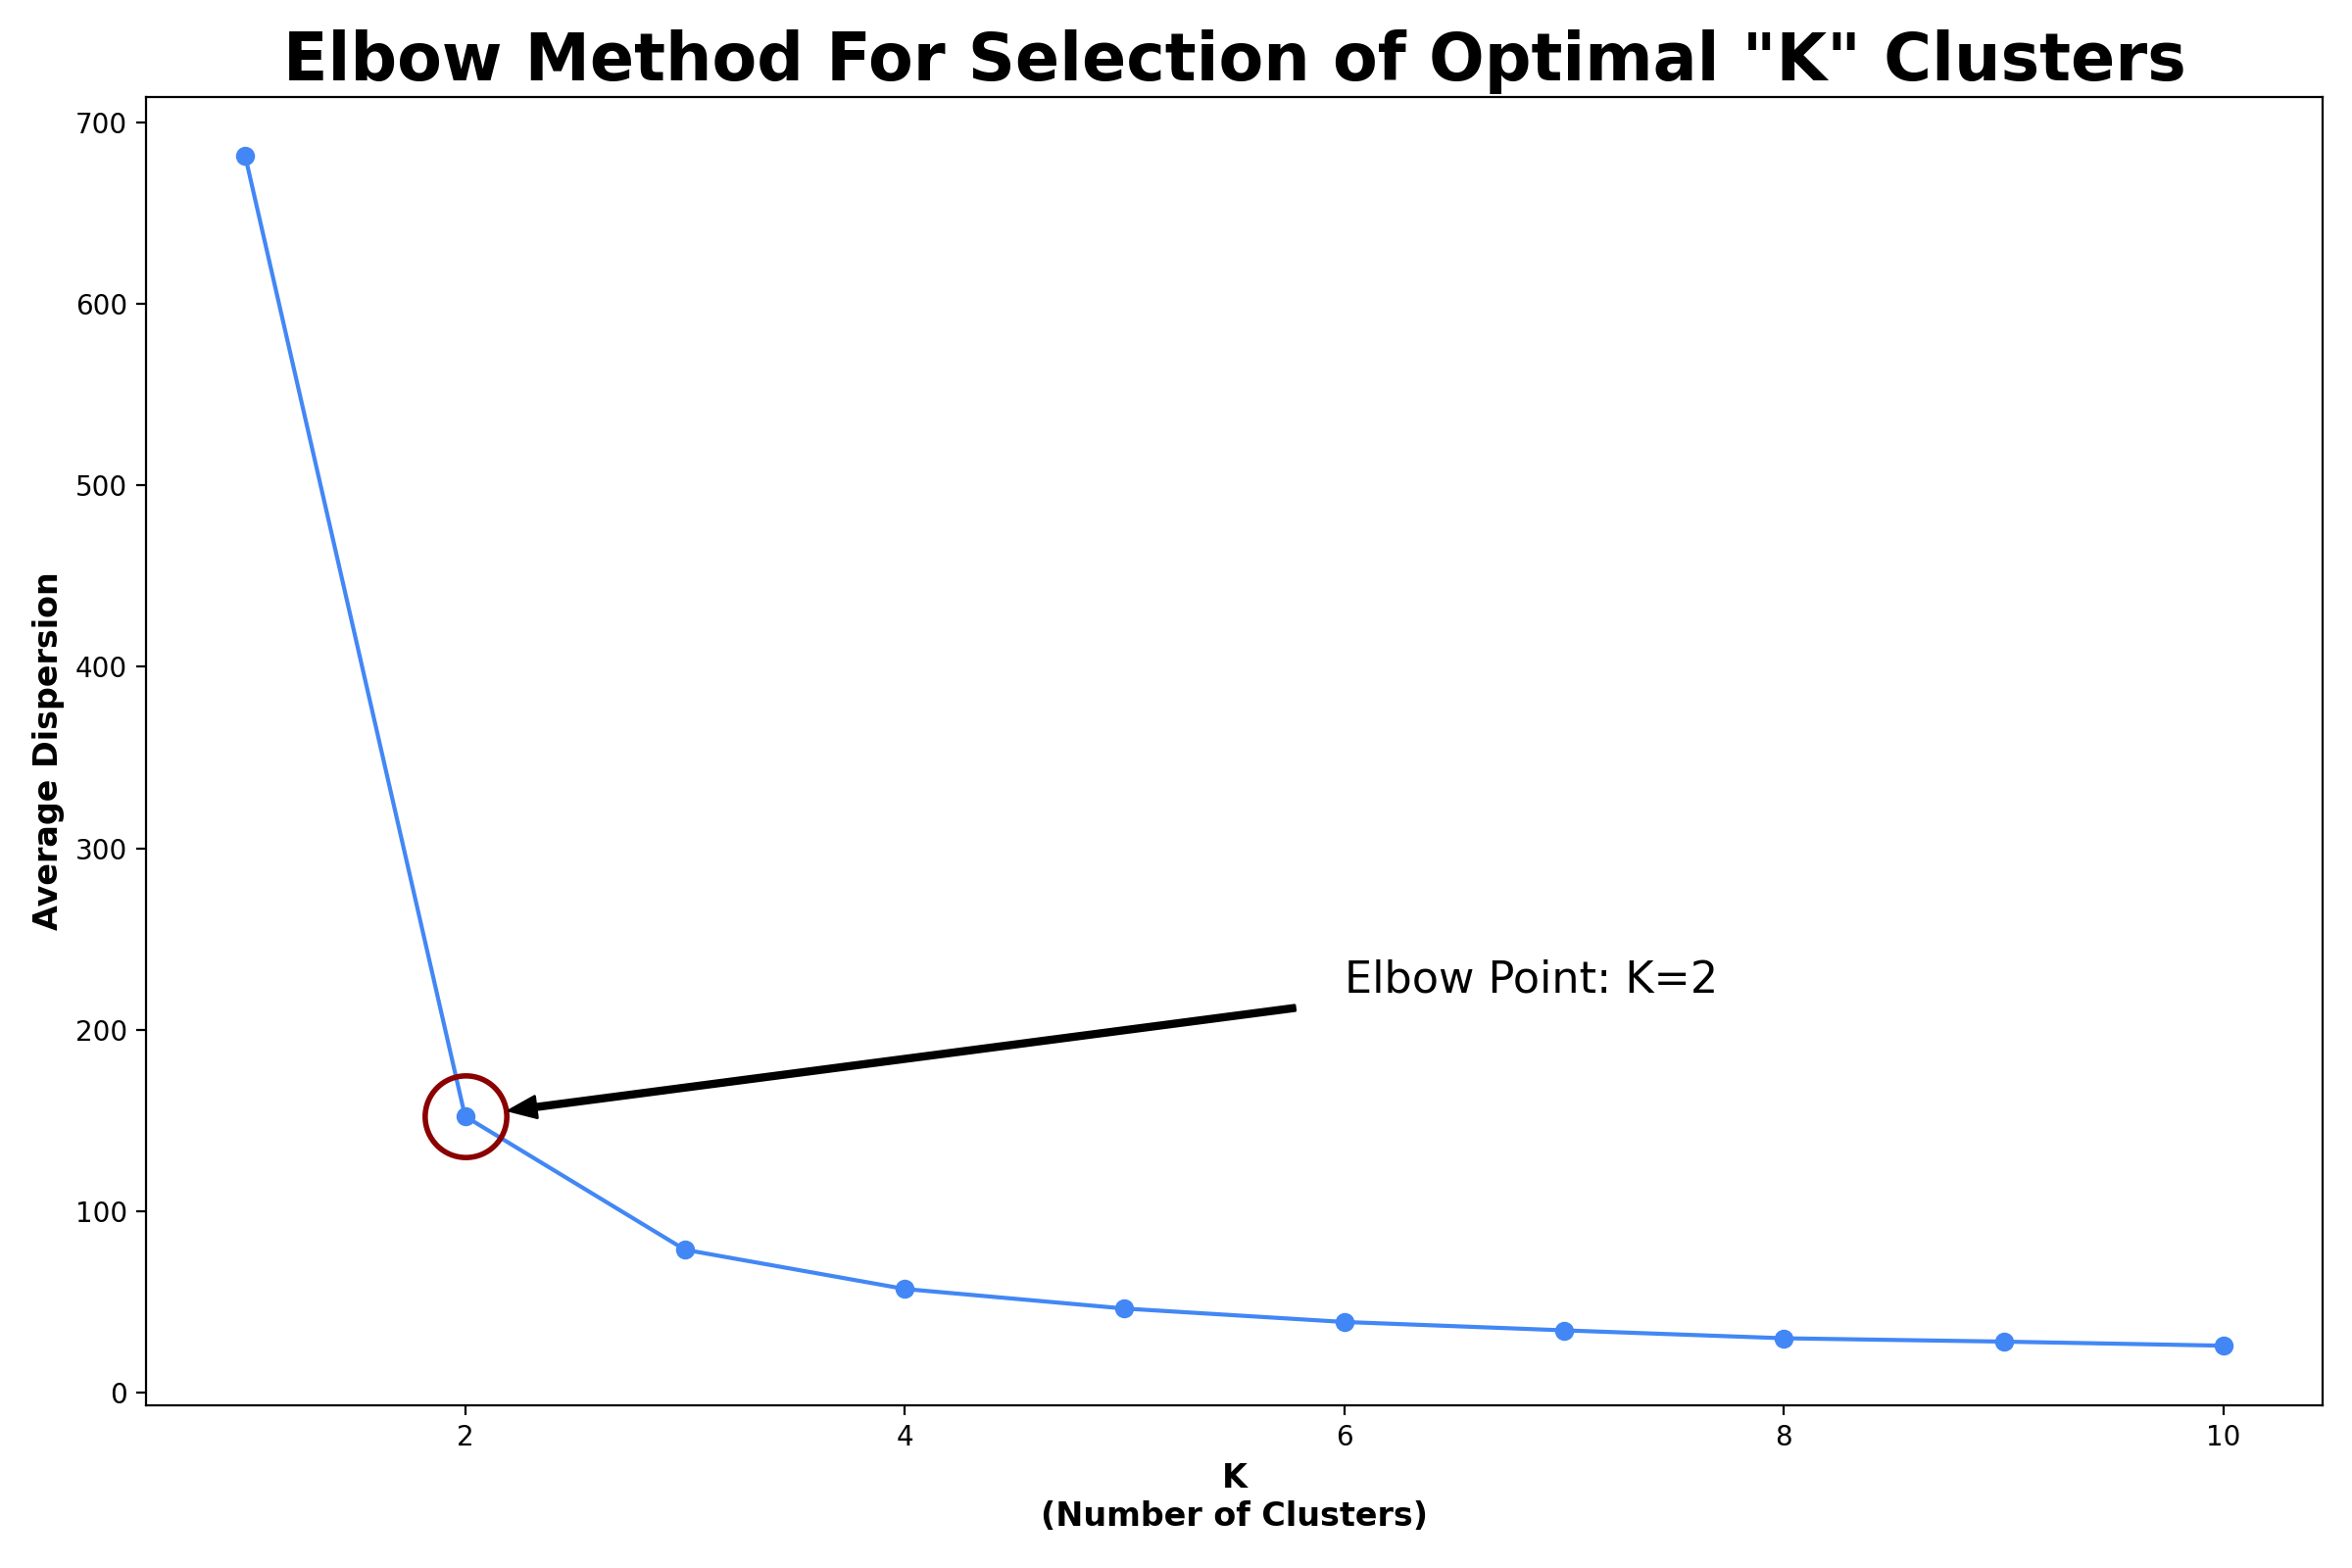 Elbow Method For Selection of Optimal "K" Clusters
700
600
500
400
300
200
100
0
Average Dispersion
Elbow Point: K=2
2 4 6 8 10
K
(Number of Clusters)